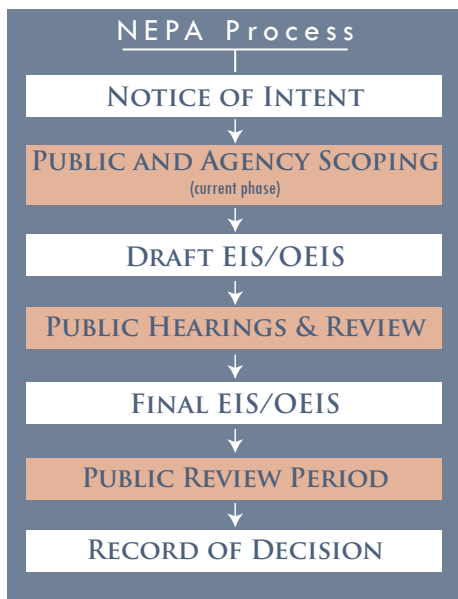 NEPA Process
NOTICE OF INTENT
PUBLIC AND AGENCY SCOPING
(current phase)
DRAFT EIS/OEIS
PUBLIC HEARINGS & REVIEW
FINAL EIS/OEIS
PUBLIC REVIEW PERIOD
RECORD OF DECISION